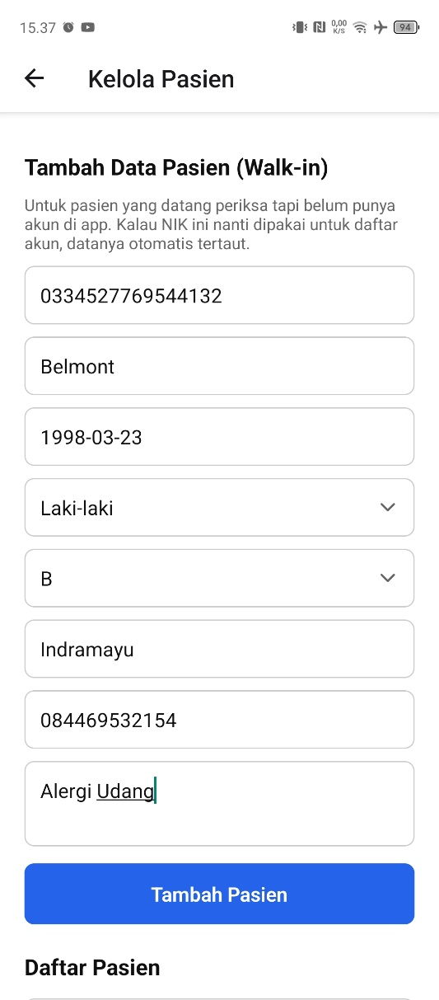 15.37
0,00
K/S
94
Kelola Pasien
Tambah Data Pasien (Walk-in)
Untuk pasien yang datang periksa tapi belum punya
akun di app. Kalau NIK ini nanti dipakai untuk daftar
akun, datanya otomatis tertaut.
0334527769544132
Belmont
1998-03-23
Laki-laki
B
Indramayu
084469532154
Alergi Udang
Tambah Pasien
Daftar Pasien